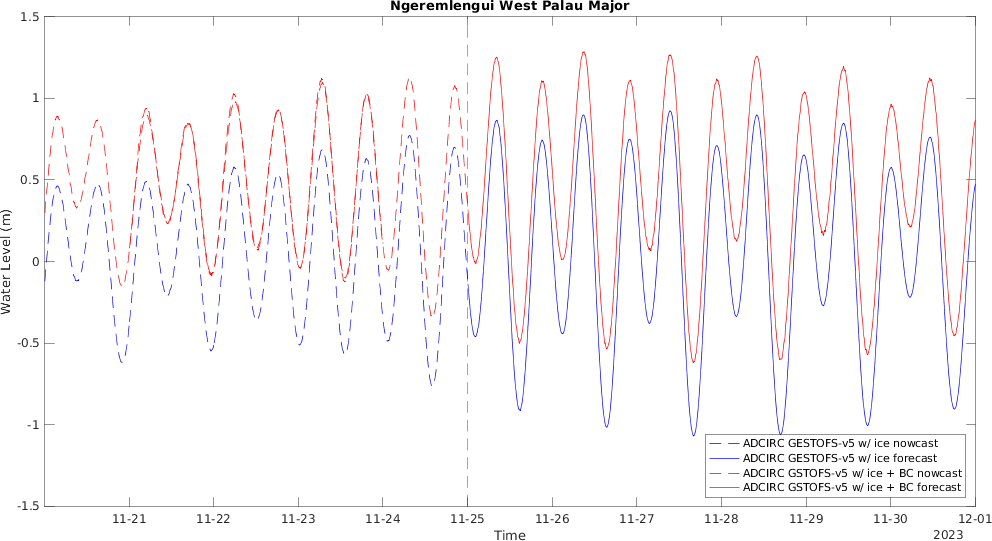 Ngeremlengui West Palau Major
1.5
1
0.5
0
-0.5
-1
-1.5
Water Level (m)
ADCIRC GESTOFS-v5 w/ ice nowcast
ADCIRC GESTOFS-v5 w/ ice forecast
ADCIRC GSTOFS-v5 w/ ice + BC nowcast
ADCIRC GSTOFS-v5 w/ ice + BC forecast
11-21 11-22 11-23 11-24 11-25 11-26 11-27 11-28 11-29 11-30 12-01
Time
2023